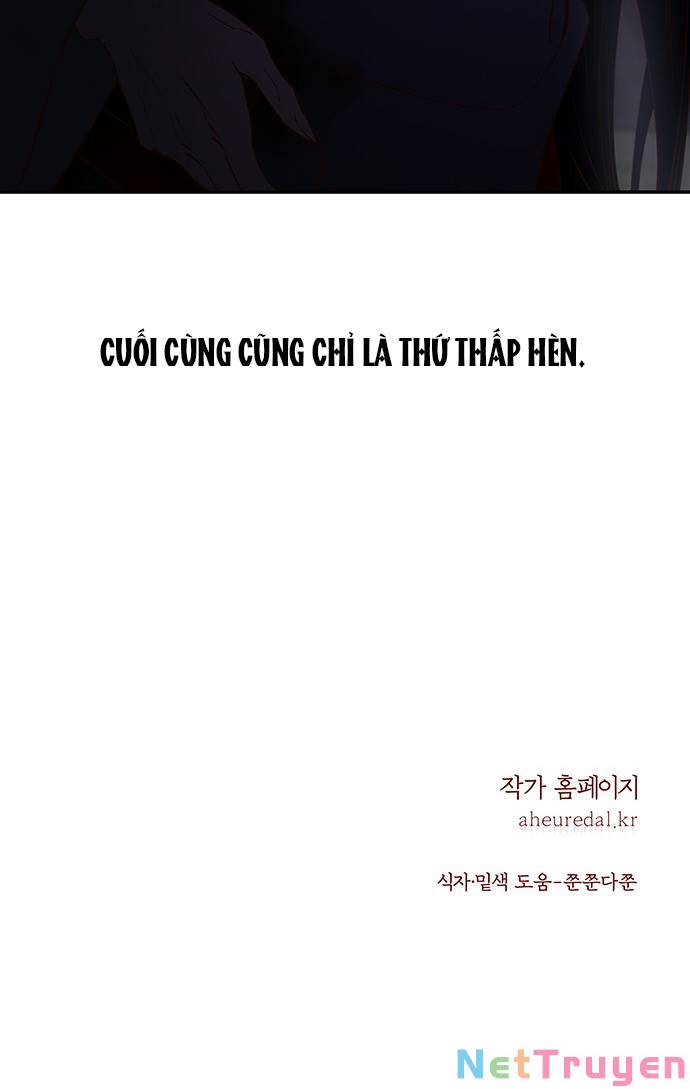 CUỐI CÙNG CŨNG CHỈ LÀ THỨ THẤP HÈN.
작가 홈페이지
aheuredal.kr
식자·밑색 도움-쭌쭌다쭌
NetTruyen